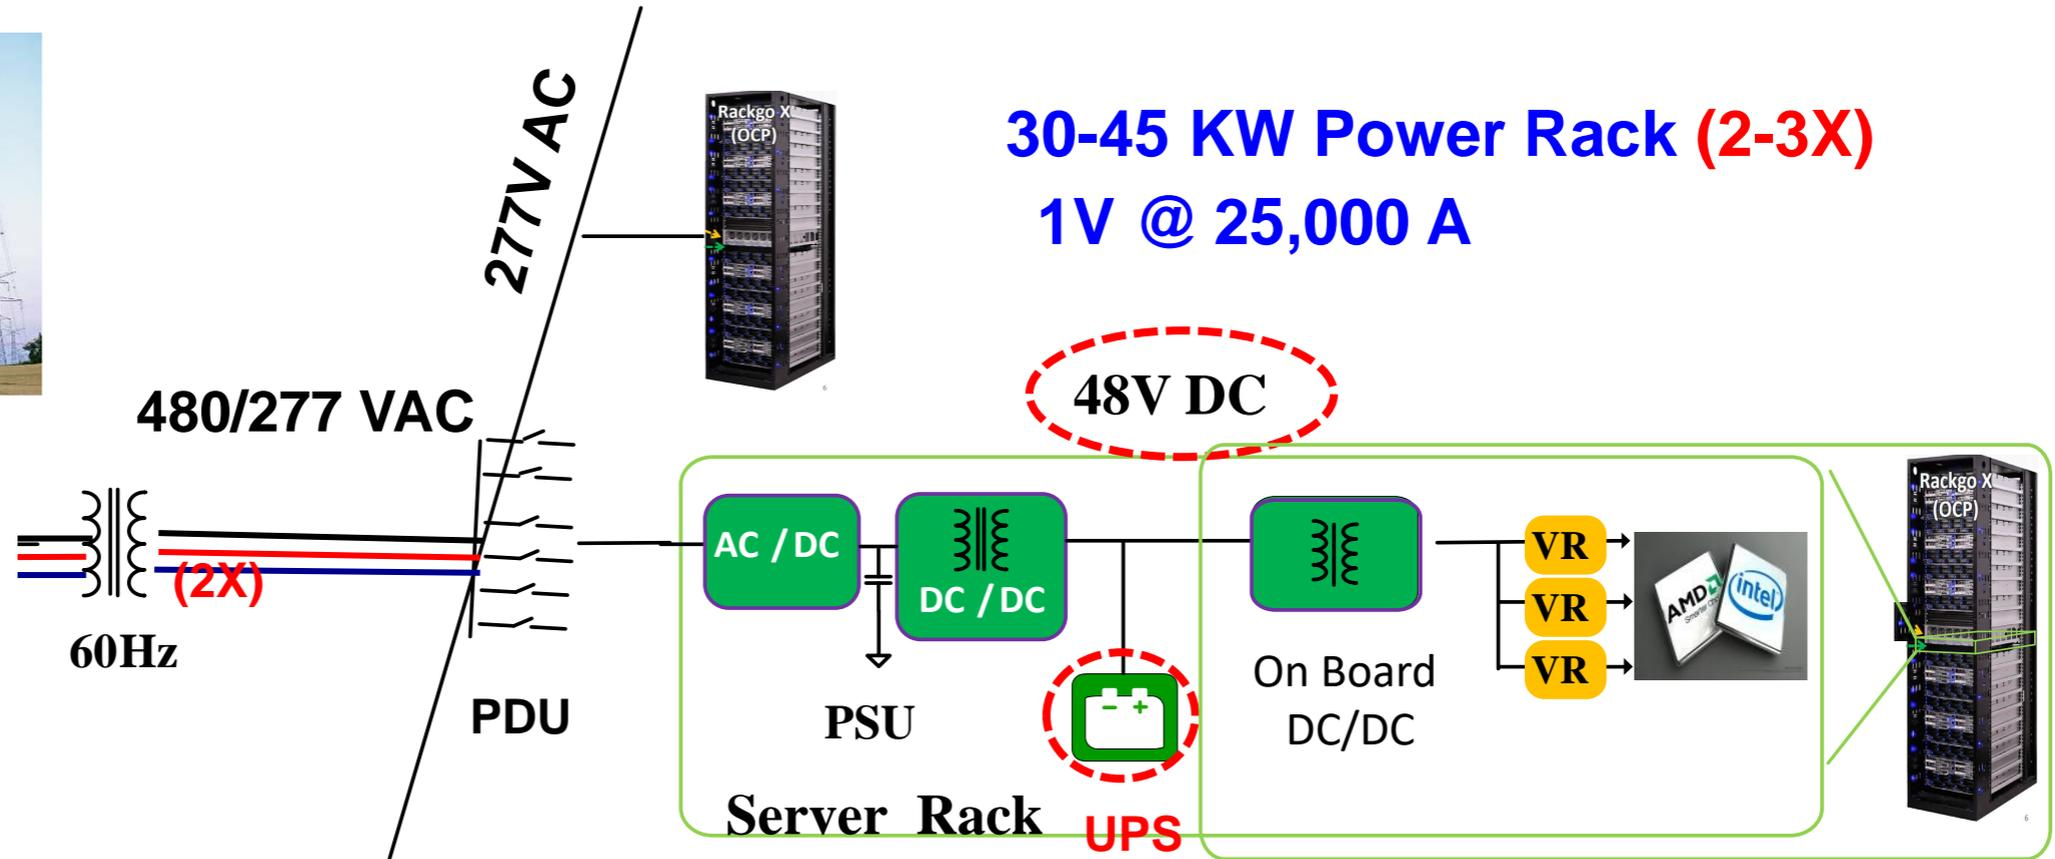 277V AC
Rackgo X
(OCP)
6
30-45 KW Power Rack (2-3X)
1V @ 25,000 A
480/277 VAC
48V DC
(2X)
60Hz
PDU
AC / DC
DC / DC
PSU
Server Rack
- +
UPS
On Board
DC/DC
VR
VR
VR
AMD
intel
Rackgo X
(OCP)
6